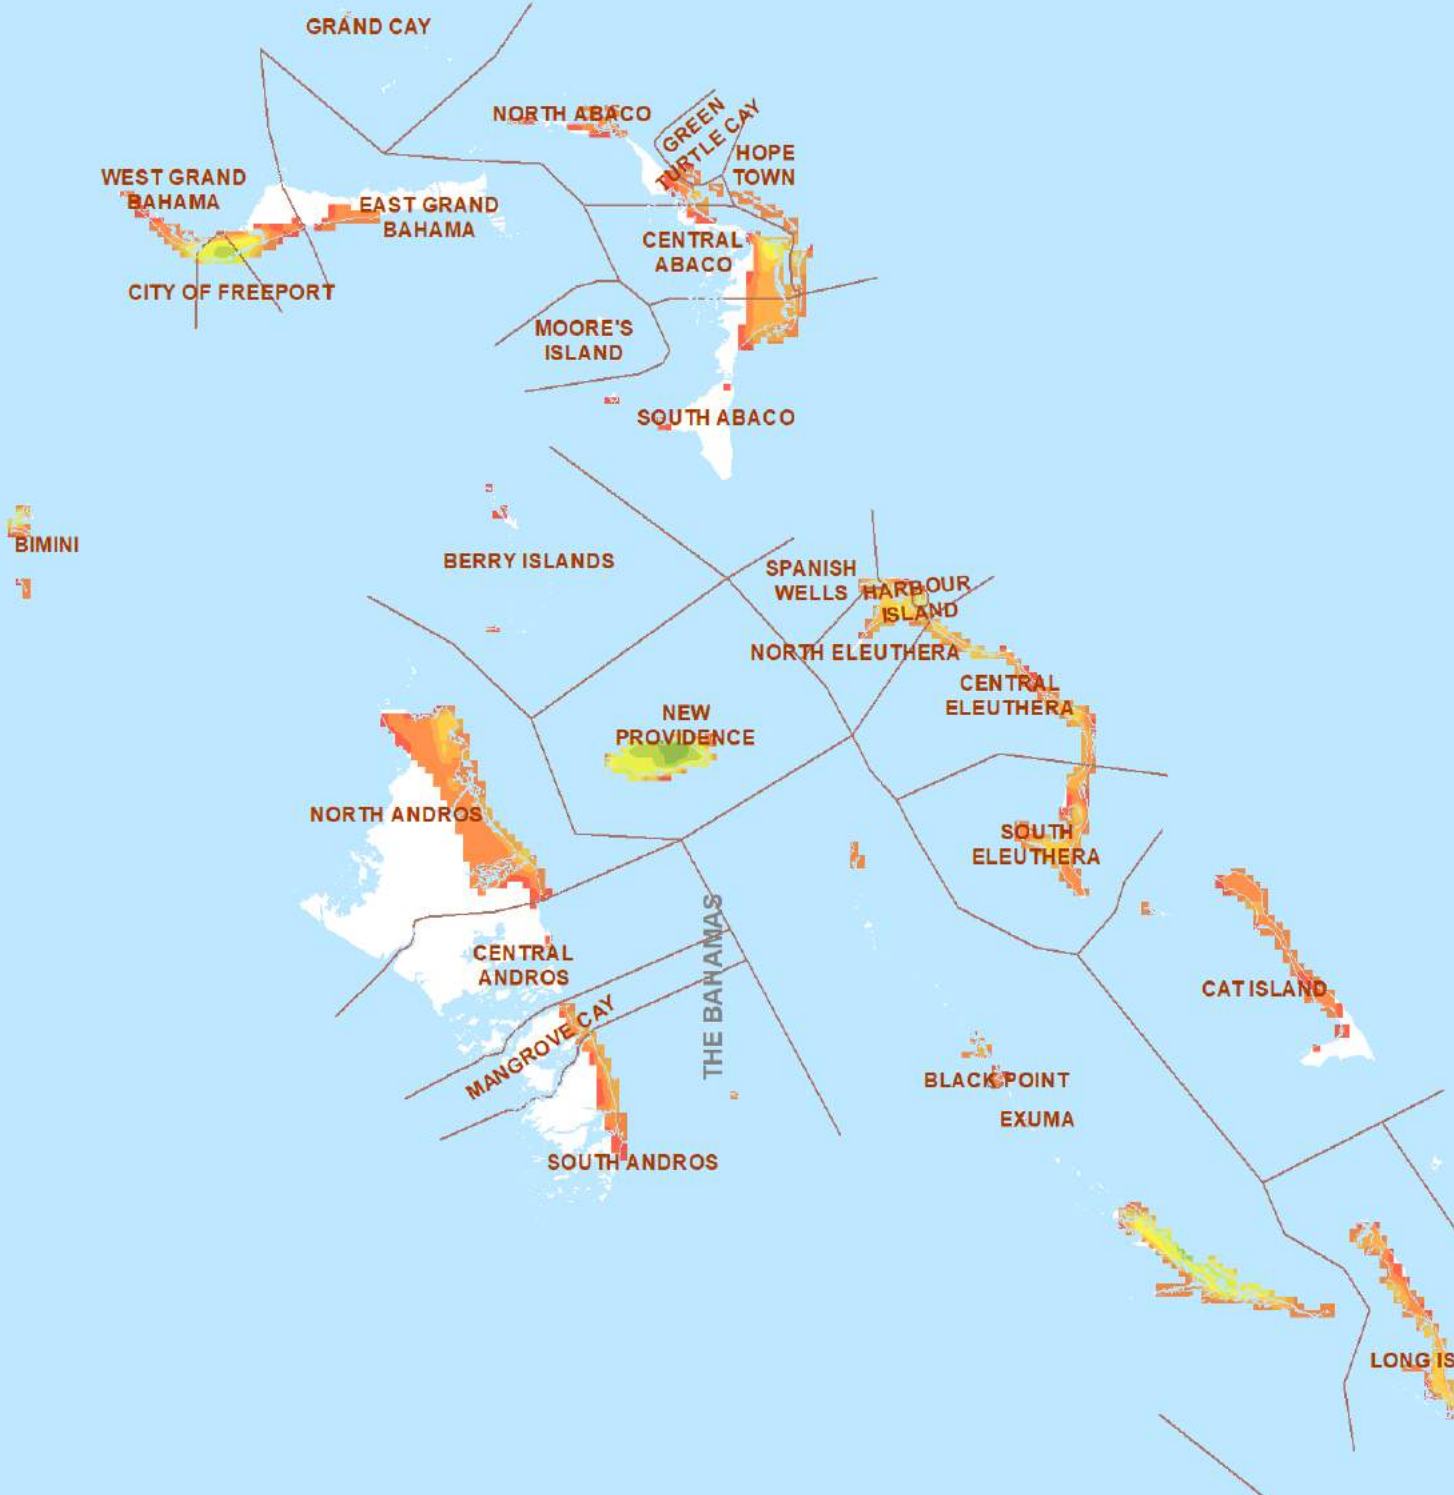 GRAND CAY
NORTH ABACO
GREEN
TURTLE CAY
HOPE
TOWN
WEST GRAND
BAHAMA
EAST GRAND
BAHAMA
CENTRAL
ABACO
CITY OF FREEPORT
MOORE'S
ISLAND
SOUTH ABACO
BIMINI
BERRY ISLANDS
SPANISH
WELLS
HARBOUR
ISLAND
NORTH ELEUTHERA
CENTRAL
ELEUTHERA
NEW
PROVIDENCE
NORTH ANDROS
SOUTH
ELEUTHERA
THE BAHAMAS
CENTRAL
ANDROS
CAT ISLAND
MANGROVE CAY
BLACK POINT
EXUMA
SOUTH ANDROS
LONG IS